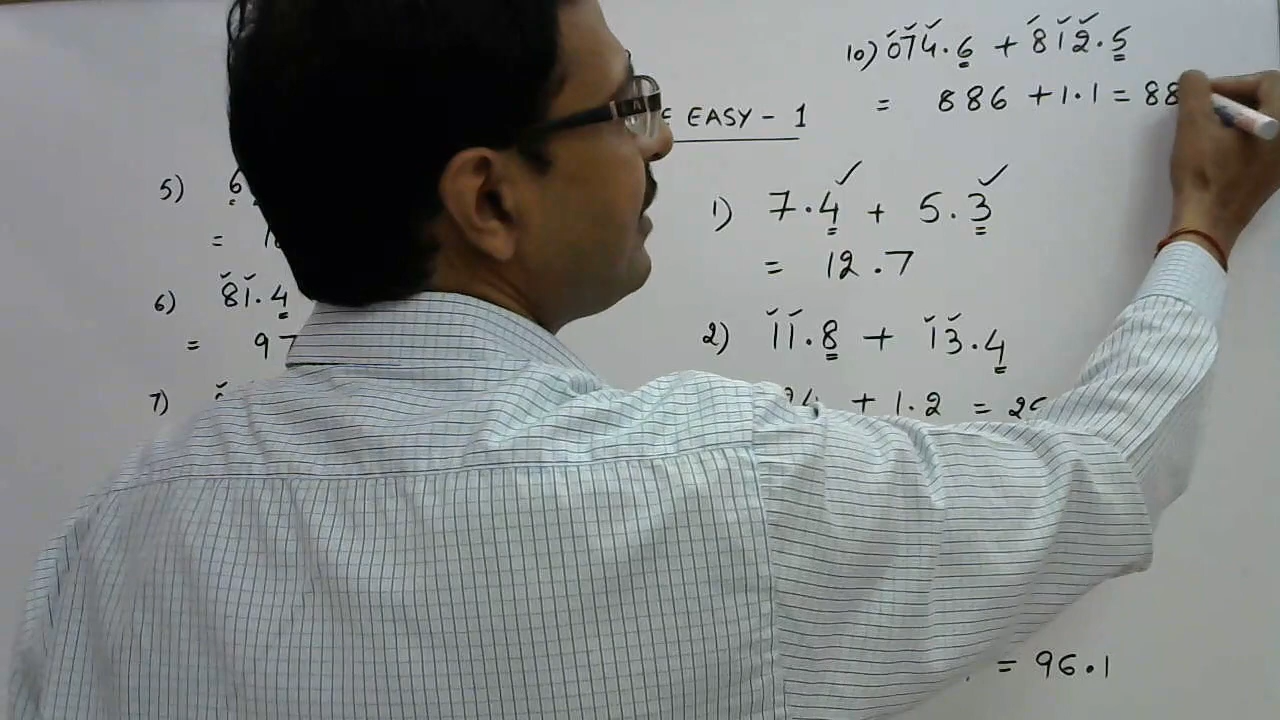 10) 074.6 + 812.5
= 886 + 1.1 = 88
EASY - 1
5) 6
= 1
6) 81.4
= 97
7)
1) 7.4 + 5.3
= 12.7
2) 11.8 + 13.4
24 + 1.2 = 2
= 96.1